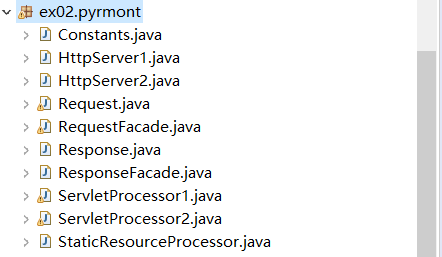 ex02.pyrmont
Constants.java
HttpServer1.java
HttpServer2.java
Request.java
RequestFacade.java
Response.java
ResponseFacade.java
ServletProcessor1.java
ServletProcessor2.java
StaticResourceProcessor.java